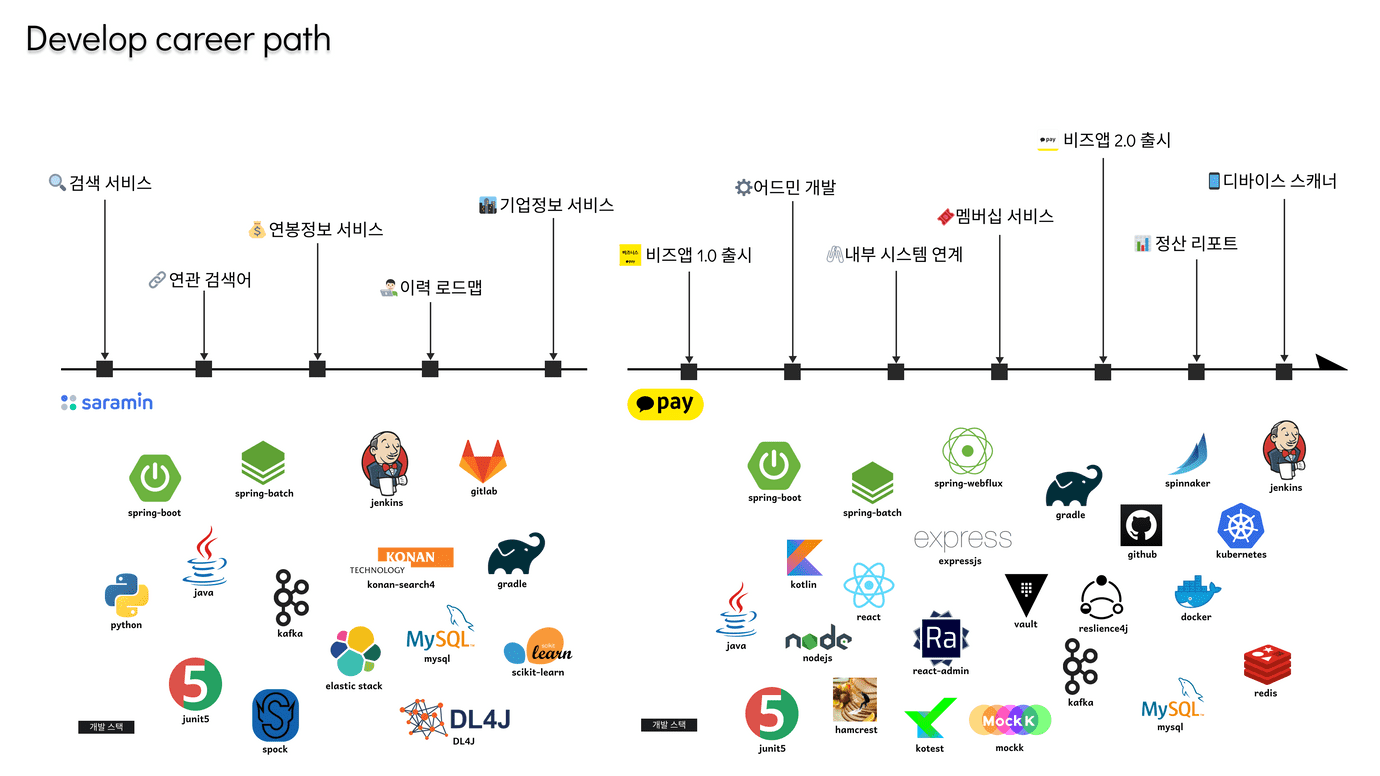 Develop career path
검색 서비스
연관 검색어
연봉정보 서비스
이력 로드맵
기업정보 서비스
비즈앱 1.0 출시
어드민 개발
내부 시스템 연계
멤버십 서비스
pay
비즈앱 2.0 출시
정산 리포트
디바이스 스캐너
saramin
spring-boot
spring-batch
jenkins
gitlab
java
KONAN
TECHNOLOGY
konan-search4
gradle
python
kafka
elastic stack
MySQL
mysql
learn
scikit-learn
5
junit5
spock
DL4J
DL4J
개발 스택
pay
spring-boot
spring-batch
spring-webflux
gradle
spinnaker
jenkins
github
kubernetes
kotlin
express
expressjs
react
java
node
nodejs
Ra
react-admin
vault
reslience4j
docker
kafka
redis
5
junit5
hamcrest
kotest
Mock K
mockk
MySQL
mysql
개발 스택